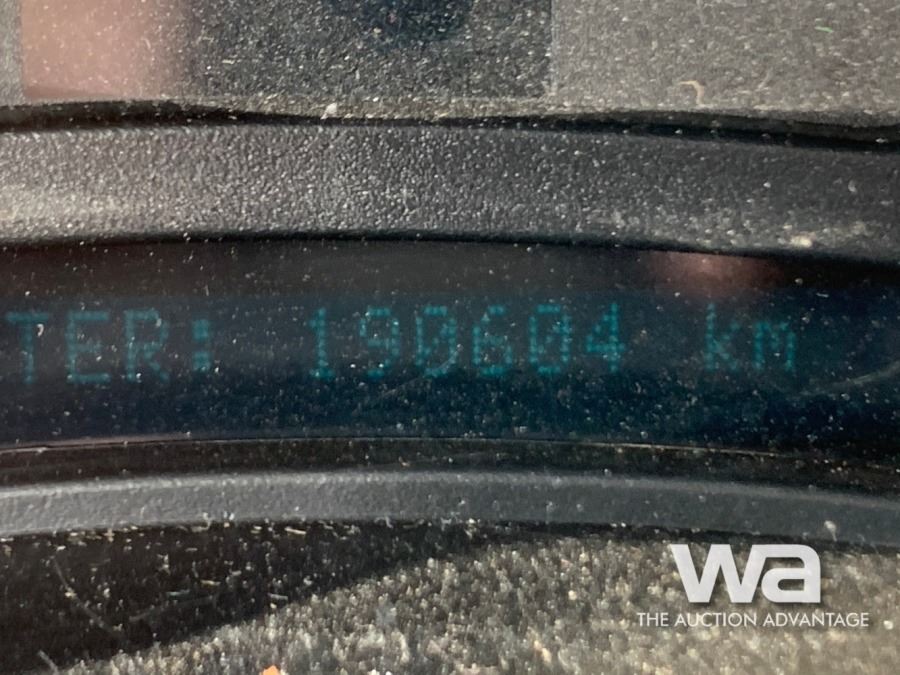 TER: 190604 km
wa
THE AUCTION ADVANTAGE